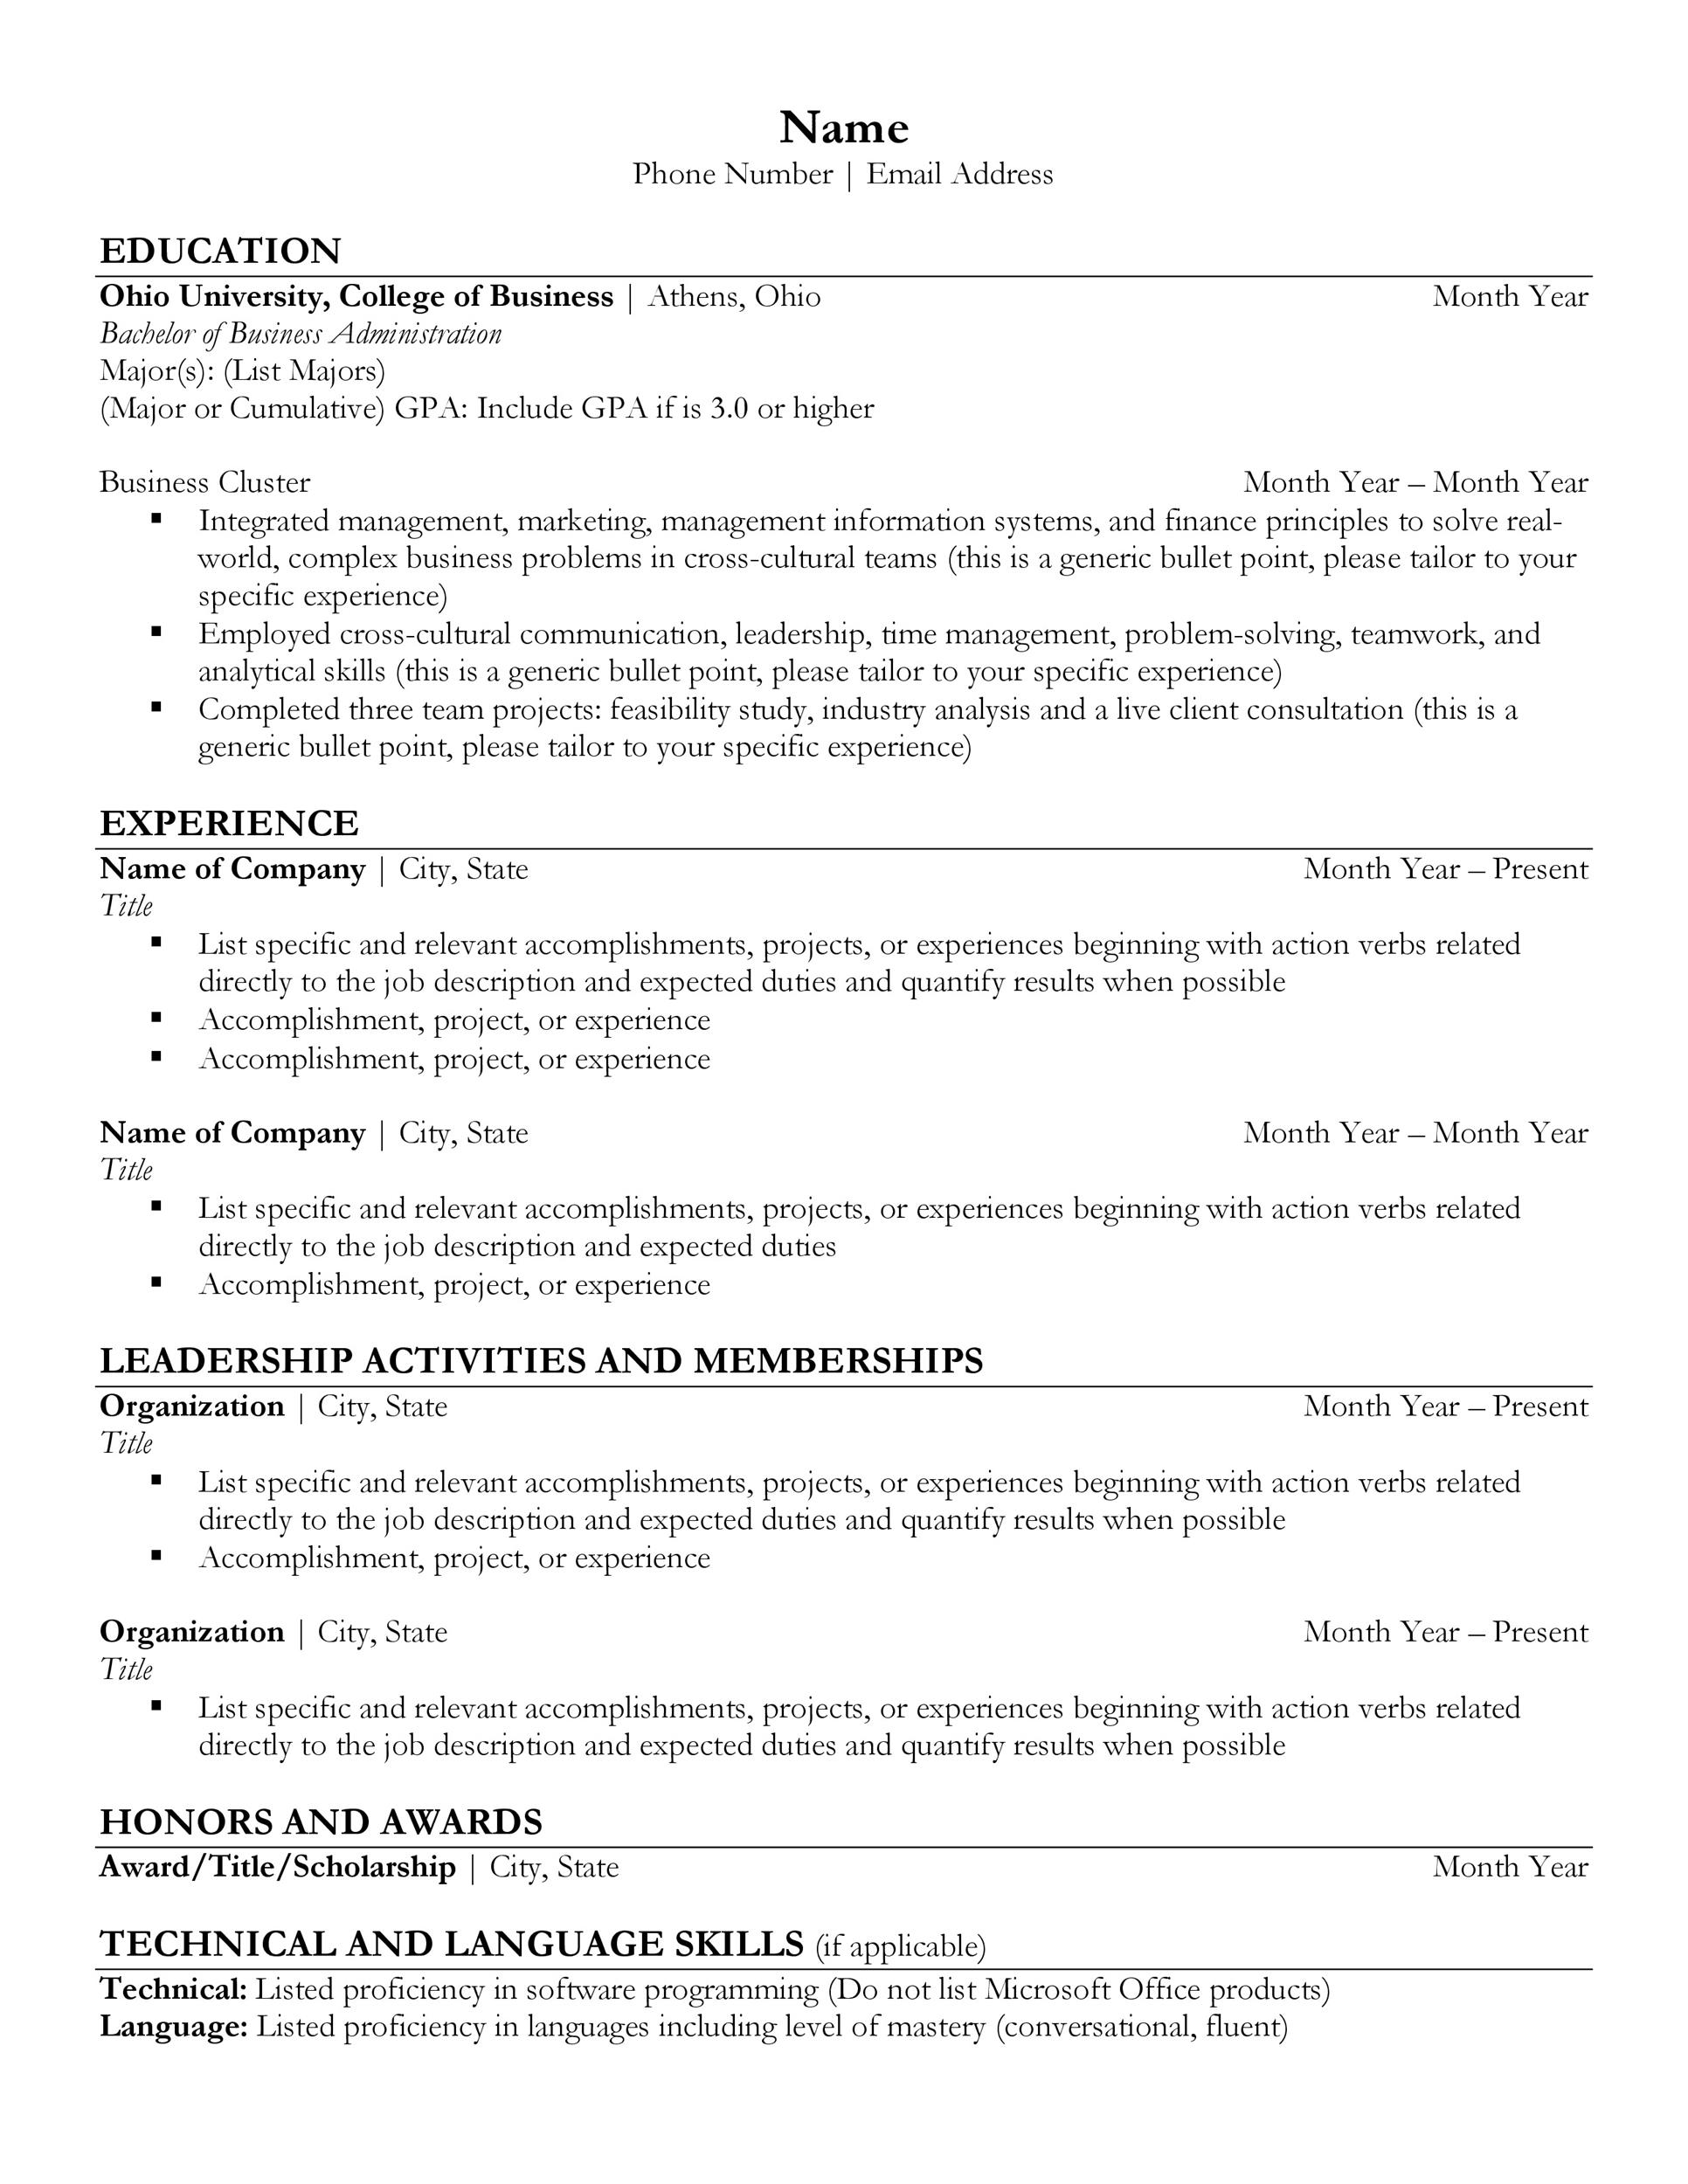 Name
Phone Number | Email Address
EDUCATION
Ohio University, College of Business | Athens, Ohio Month Year
Bachelor of Business Administration
Major(s): (List Majors)
(Major or Cumulative) GPA: Include GPA if is 3.0 or higher
Business Cluster Month Year – Month Year
▪ Integrated management, marketing, management information systems, and finance principles to solve real-
world, complex business problems in cross-cultural teams (this is a generic bullet point, please tailor to your
specific experience)
▪ Employed cross-cultural communication, leadership, time management, problem-solving, teamwork, and
analytical skills (this is a generic bullet point, please tailor to your specific experience)
▪ Completed three team projects: feasibility study, industry analysis and a live client consultation (this is a
generic bullet point, please tailor to your specific experience)
EXPERIENCE
Name of Company | City, State Month Year – Present
Title
▪ List specific and relevant accomplishments, projects, or experiences beginning with action verbs related
directly to the job description and expected duties and quantify results when possible
▪ Accomplishment, project, or experience
▪ Accomplishment, project, or experience
Name of Company | City, State Month Year – Month Year
Title
▪ List specific and relevant accomplishments, projects, or experiences beginning with action verbs related
directly to the job description and expected duties
▪ Accomplishment, project, or experience
LEADERSHIP ACTIVITIES AND MEMBERSHIPS
Organization | City, State Month Year – Present
Title
▪ List specific and relevant accomplishments, projects, or experiences beginning with action verbs related
directly to the job description and expected duties and quantify results when possible
▪ Accomplishment, project, or experience
Organization | City, State Month Year – Present
Title
▪ List specific and relevant accomplishments, projects, or experiences beginning with action verbs related
directly to the job description and expected duties and quantify results when possible
HONORS AND AWARDS
Award/Title/Scholarship | City, State Month Year
TECHNICAL AND LANGUAGE SKILLS (if applicable)
Technical: Listed proficiency in software programming (Do not list Microsoft Office products)
Language: Listed proficiency in languages including level of mastery (conversational, fluent)